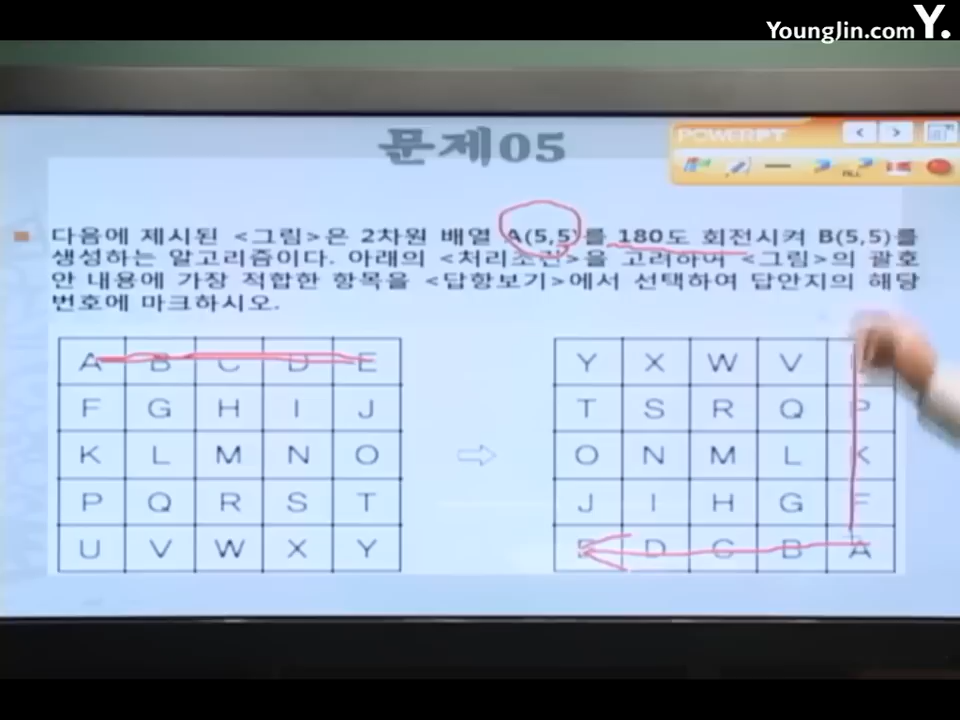 YoungJin.com Y.
문제05
POWERPT
다음에 제시된 <그림>은 2차원 배열 A(5,5)를 180도 회전시켜 B(5,5)를
생성하는 알고리즘이다. 아래의 <처리조건>을 고려하여 <그림>의 괄호
안 내용에 가장 적합한 항목을 <답항보기>에서 선택하여 답안지의 해당
번호에 마크하시오.
A B C D E
F G H I J
K L M N O
P Q R S T
U V W X Y
Y X W V
T S R Q P
O N M L K
J I H G F
E D C B A